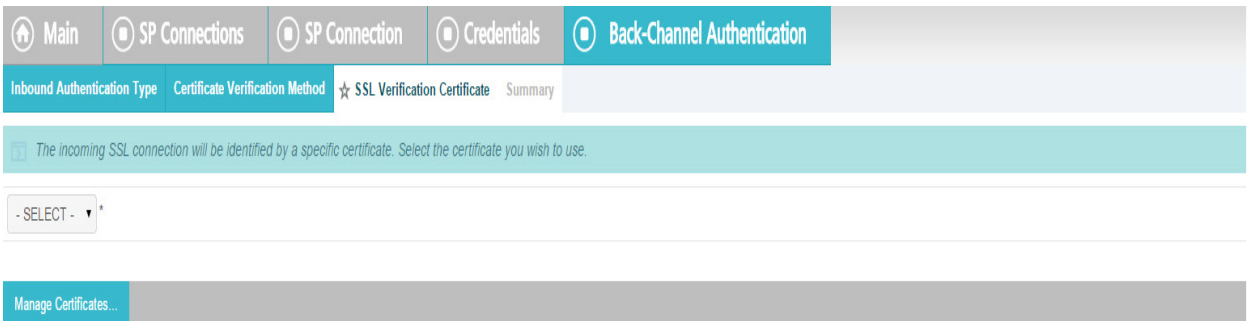 Main SP Connections SP Connection Credentials Back-Channel Authentication
Inbound Authentication Type Certificate Verification Method SSL Verification Certificate Summary
The incoming SSL connection will be identified by a specific certificate. Select the certificate you wish to use.
- SELECT - *
Manage Certificates...